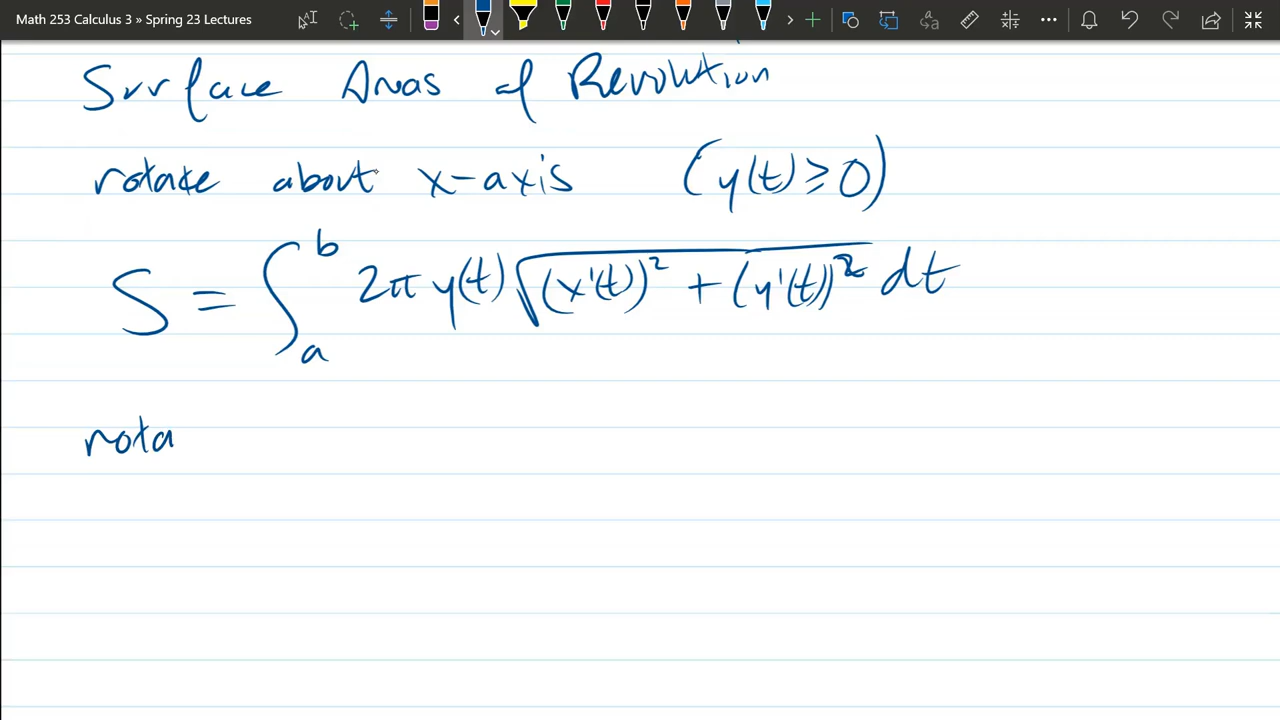 Math 253 Calculus 3 » Spring 23 Lectures
Surface Areas of Revolution
rotate about x-axis (y(t) ≥ 0)
S = ∫_a^b 2π y(t) √((x'(t))² + (y'(t))²) dt
rota